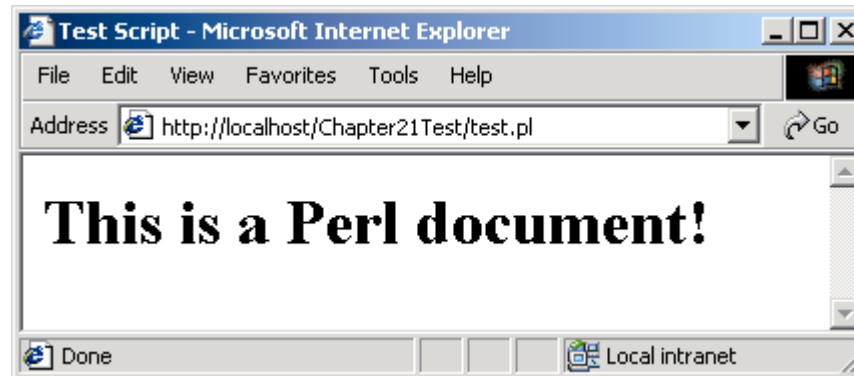 Test Script - Microsoft Internet Explorer
File Edit View Favorites Tools Help
Address http://localhost/Chapter21Test/test.pl Go
This is a Perl document!
Done Local intranet